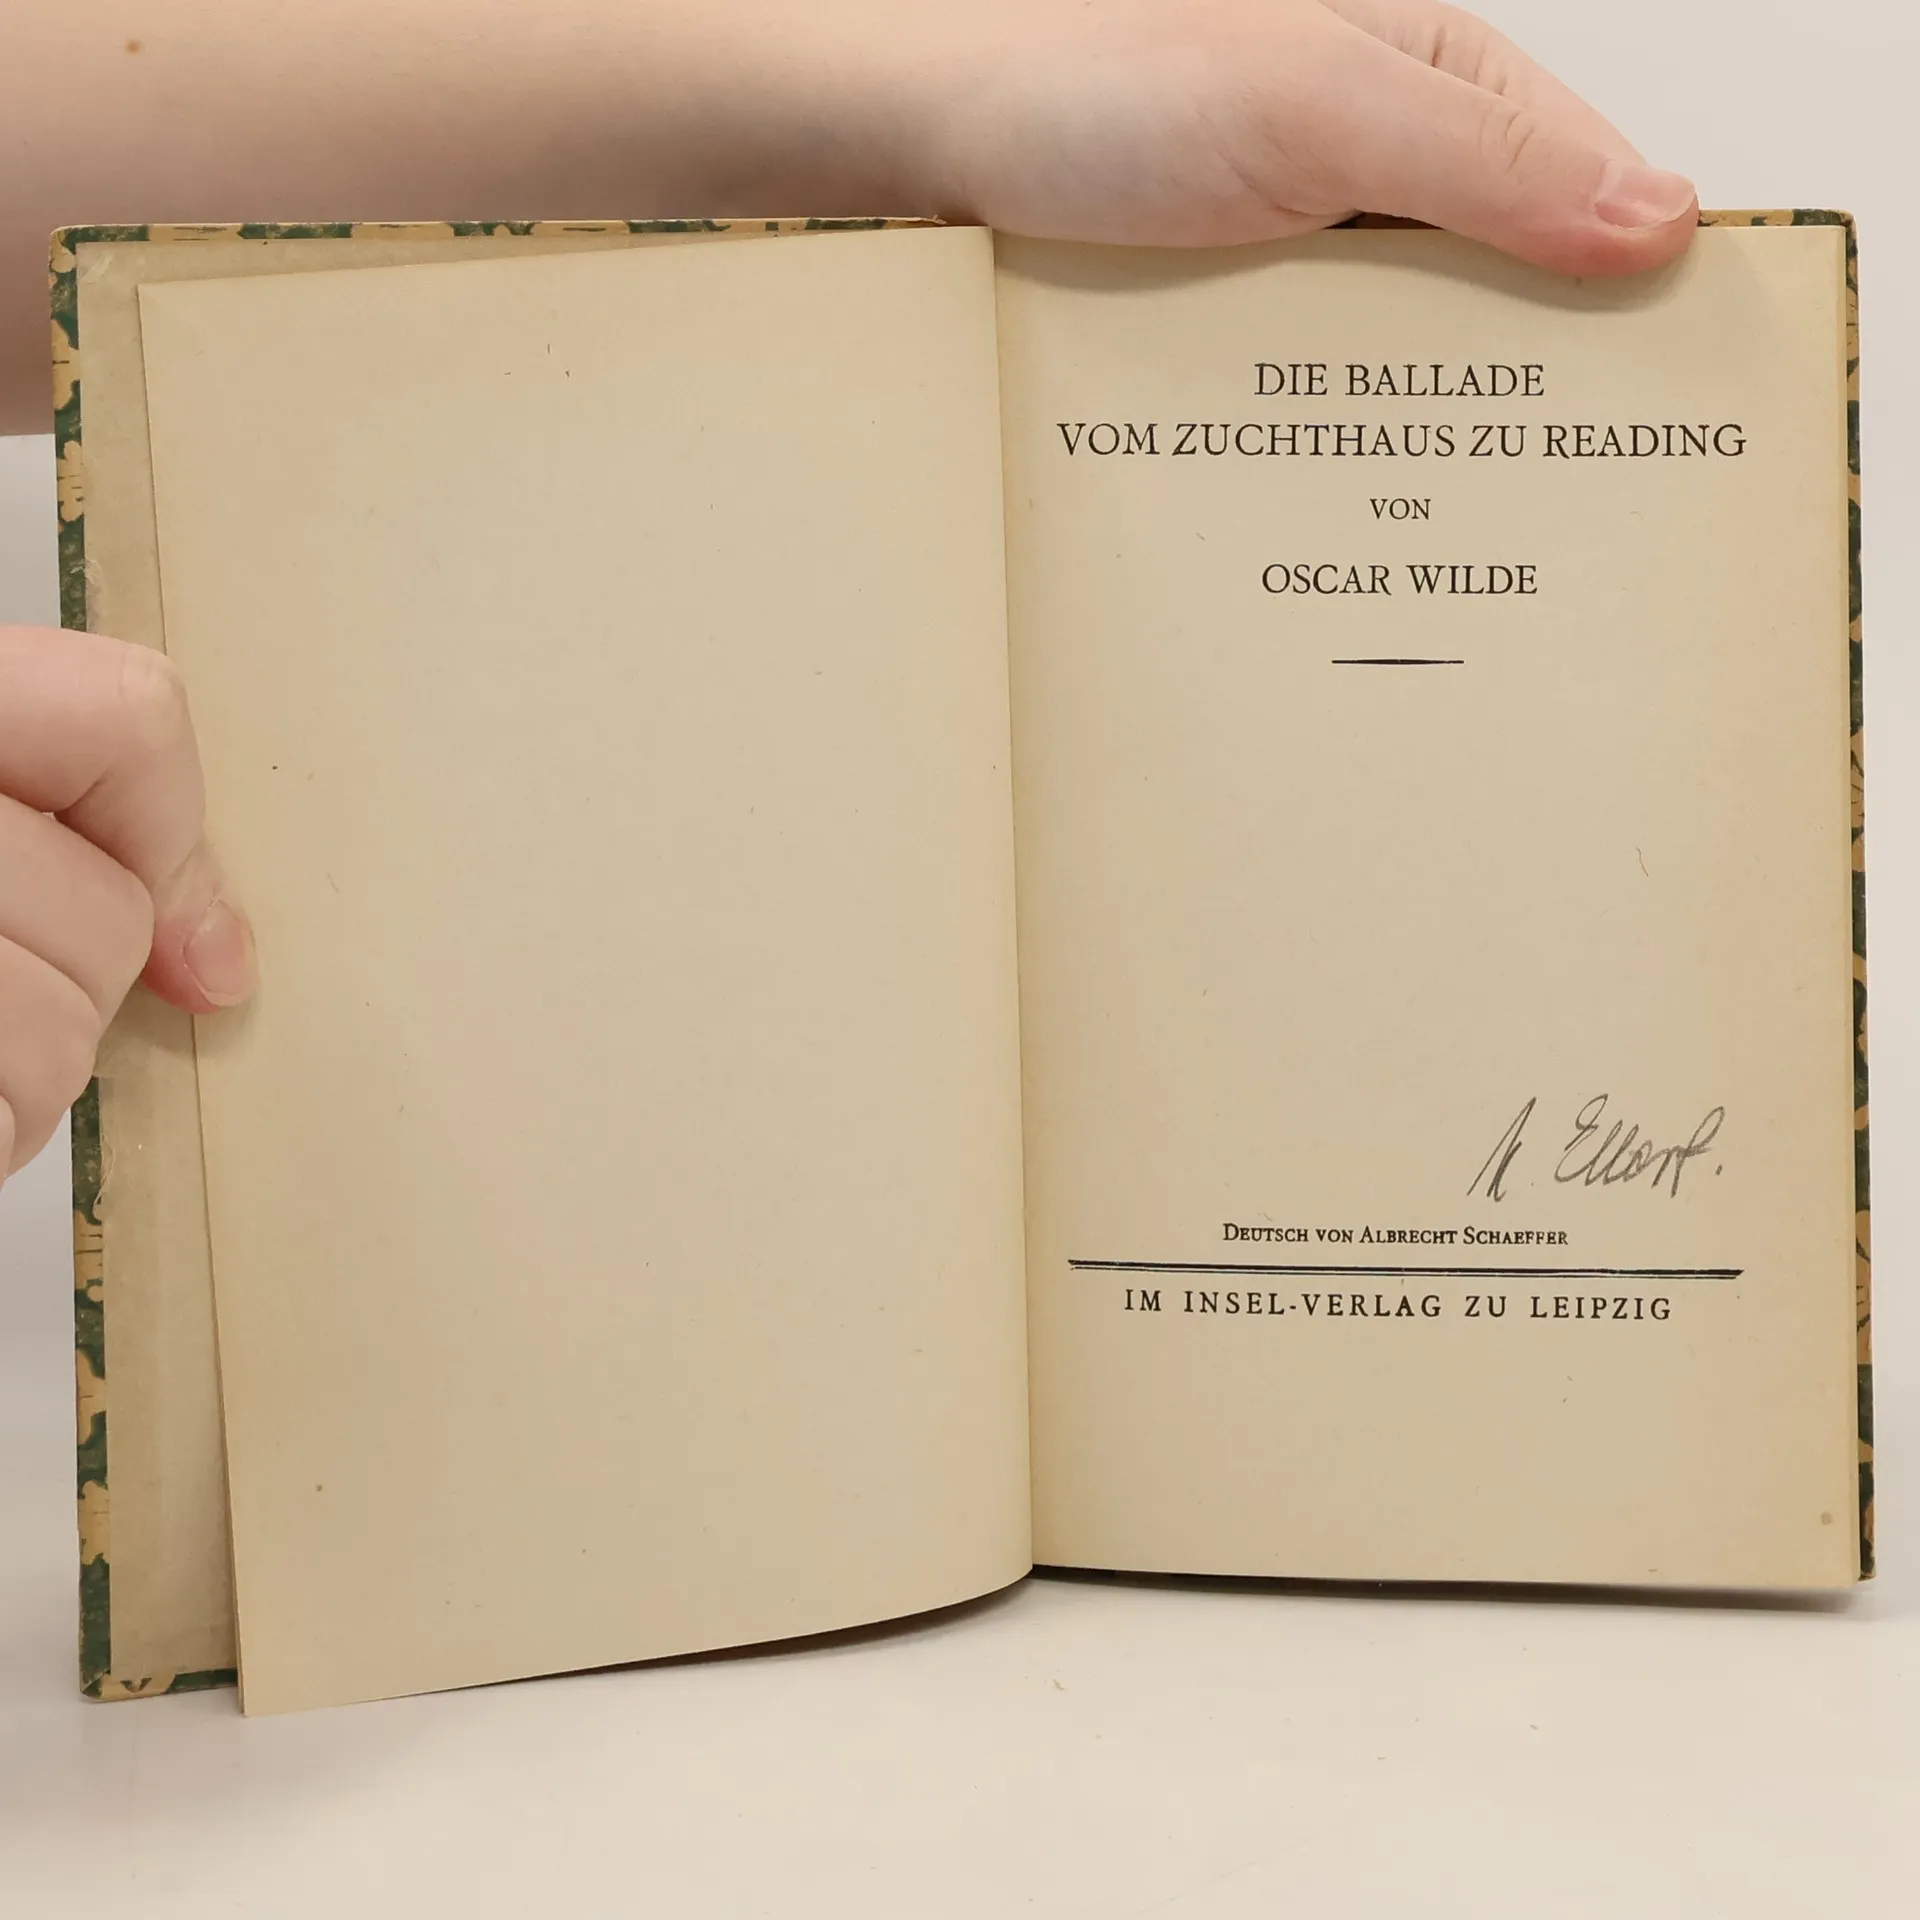 DIE BALLADE
VOM ZUCHTHAUS ZU READING
VON
OSCAR WILDE
DEUTSCH VON ALBRECHT SCHAEFFER
IM INSEL-VERLAG ZU LEIPZIG